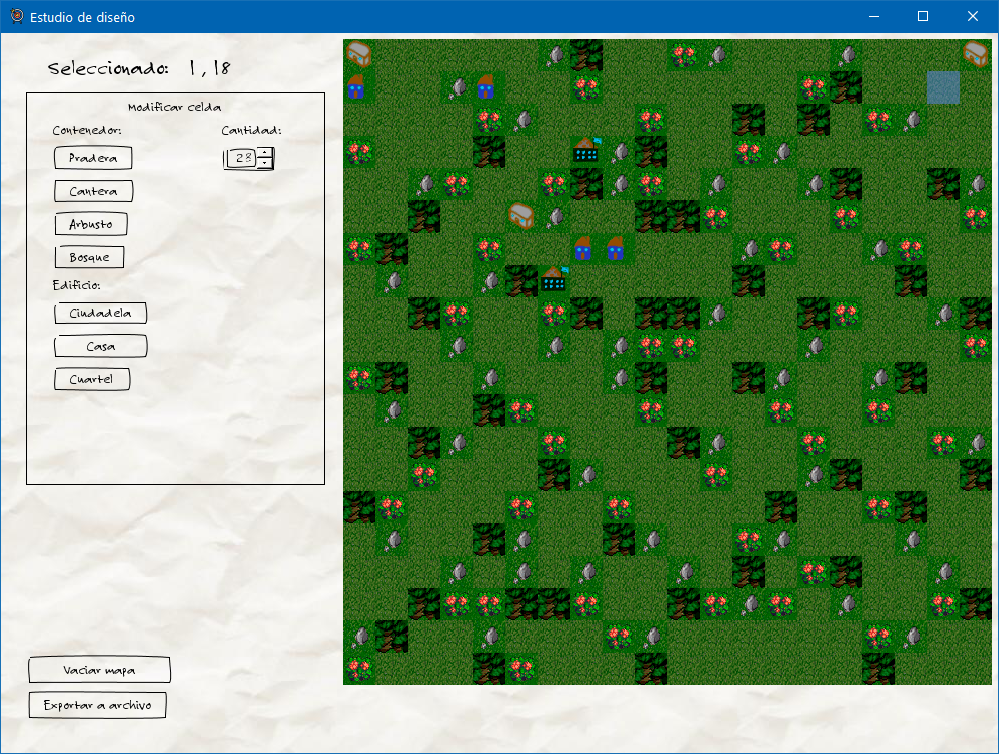 Estudio de diseño
Seleccionado: 1,18
Modificar celda
Contenedor: Cantidad:
Pradera 28
Cantera
Arbusto
Bosque
Edificio:
Ciudadela
Casa
Cuartel
Vaciar mapa
Exportar a archivo